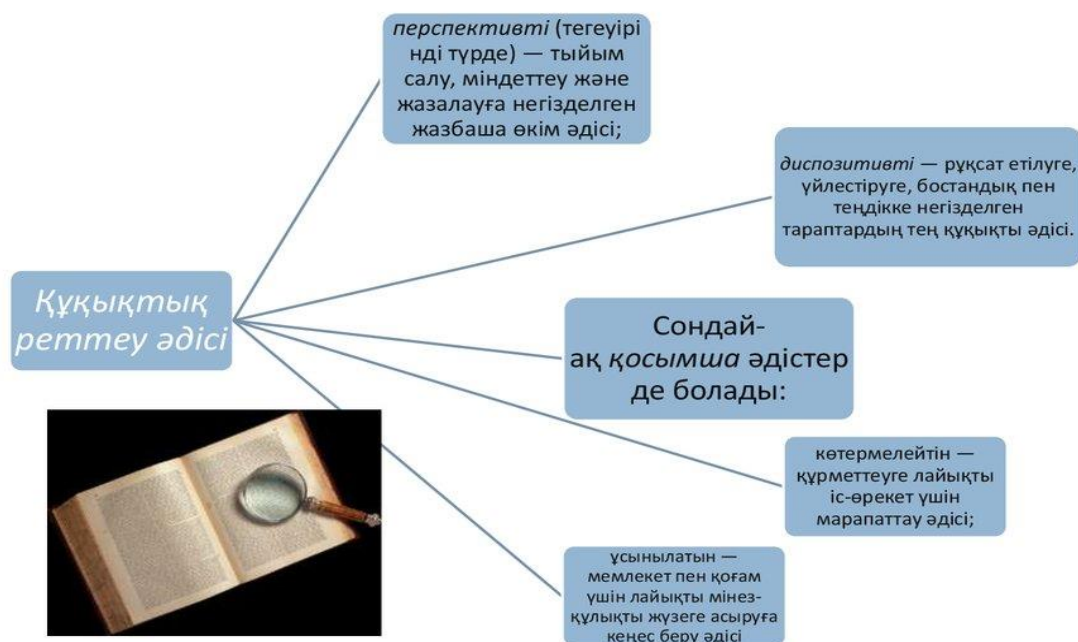 перспективті (тегеуірі
нді түрде) — тыйым
салу, міндеттеу және
жазалауға негізделген
жазбаша өкім әдісі;
диспозитивті — рұқсат етілуге,
үйлестіруге, бостандық пен
теңдікке негізделген
тараптардың тең құқықты әдісі.
Құқықтық
реттеу әдісі
Сондай-
ақ қосымша әдістер
де болады:
көтермелейтін —
құрметтеуге лайықты
іс-өрекет үшін
марапаттау әдісі;
ұсынылатын —
мемлекет пен қоғам
үшін лайықты мінез-
құлықты жүзеге асыруға
кеңес беру әдісі